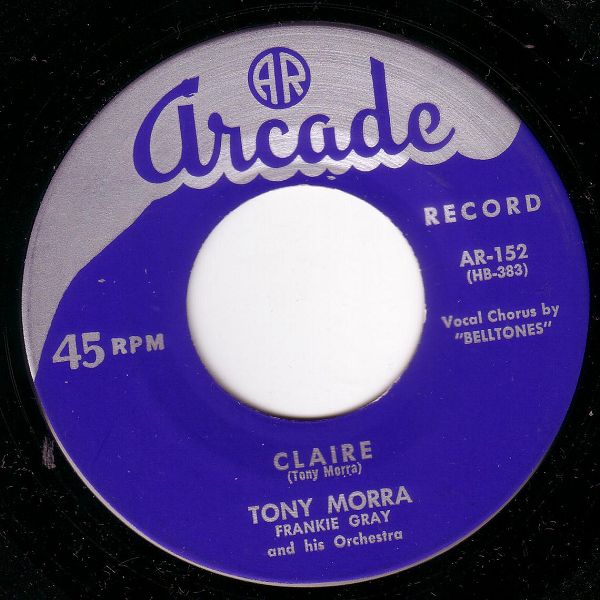 AR
Arcade
RECORD
AR-152
(HB-383)
Vocal Chorus by
"BELLTONES"
45 RPM
CLAIRE
(Tony Morra)
TONY MORRA
FRANKIE GRAY
and his Orchestra